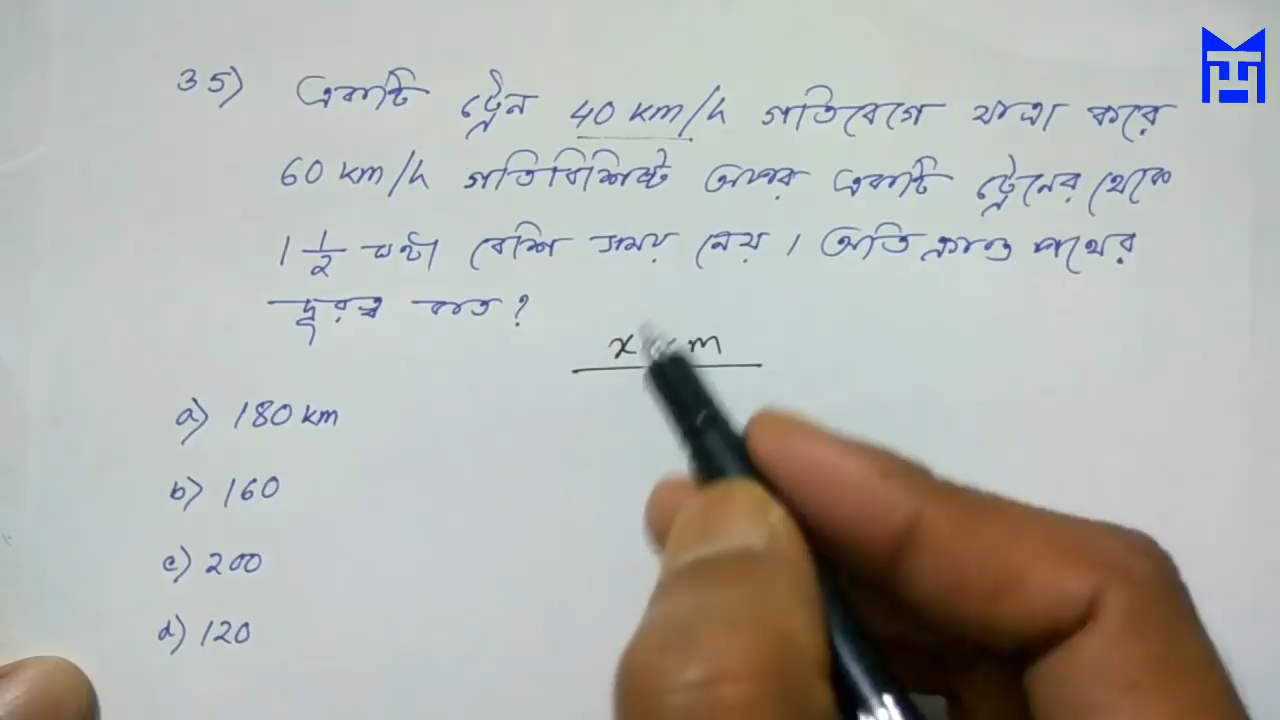 35) একটি ট্রেন 40 km/h গতিবেগে যাত্রা করে
60 km/h গতিবিশিষ্ট অপর একটি ট্রেনের থেকে
1 1/2 ঘন্টা বেশি সময় নেয়। অতিক্রান্ত পথের
দূরত্ব কত?
x m
a) 180 km
b) 160
c) 200
d) 120